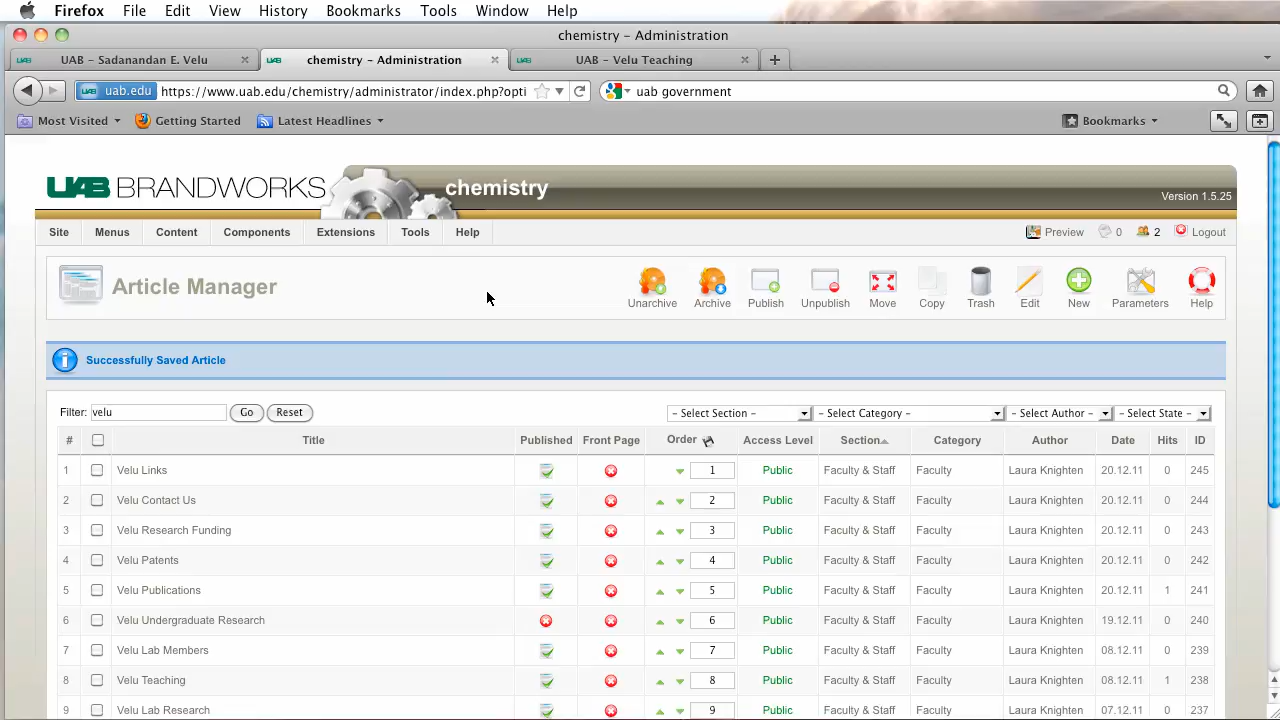 Firefox File Edit View History Bookmarks Tools Window Help
chemistry – Administration
UAB – Sadanandan E. Velu
chemistry – Administration
UAB – Velu Teaching
uab.edu https://www.uab.edu/chemistry/administrator/index.php?opti
uab government
Most Visited Getting Started Latest Headlines Bookmarks
UAB BRANDWORKS
chemistry
Version 1.5.25
Site Menus Content Components Extensions Tools Help
Preview 0 2 Logout
Article Manager
Unarchive Archive Publish Unpublish Move Copy Trash Edit New Parameters Help
Successfully Saved Article
Filter: velu Go Reset
– Select Section – – Select Category – – Select Author – – Select State –
# Title Published Front Page Order Access Level Section Category Author Date Hits ID
1 Velu Links 1 Public Faculty & Staff Faculty Laura Knighten 20.12.11 0 245
2 Velu Contact Us 2 Public Faculty & Staff Faculty Laura Knighten 20.12.11 0 244
3 Velu Research Funding 3 Public Faculty & Staff Faculty Laura Knighten 20.12.11 0 243
4 Velu Patents 4 Public Faculty & Staff Faculty Laura Knighten 20.12.11 0 242
5 Velu Publications 5 Public Faculty & Staff Faculty Laura Knighten 20.12.11 1 241
6 Velu Undergraduate Research 6 Public Faculty & Staff Faculty Laura Knighten 19.12.11 0 240
7 Velu Lab Members 7 Public Faculty & Staff Faculty Laura Knighten 08.12.11 0 239
8 Velu Teaching 8 Public Faculty & Staff Faculty Laura Knighten 08.12.11 1 238
9 Velu Lab Research 9 Public Faculty & Staff Faculty Laura Knighten 07.12.11 0 237